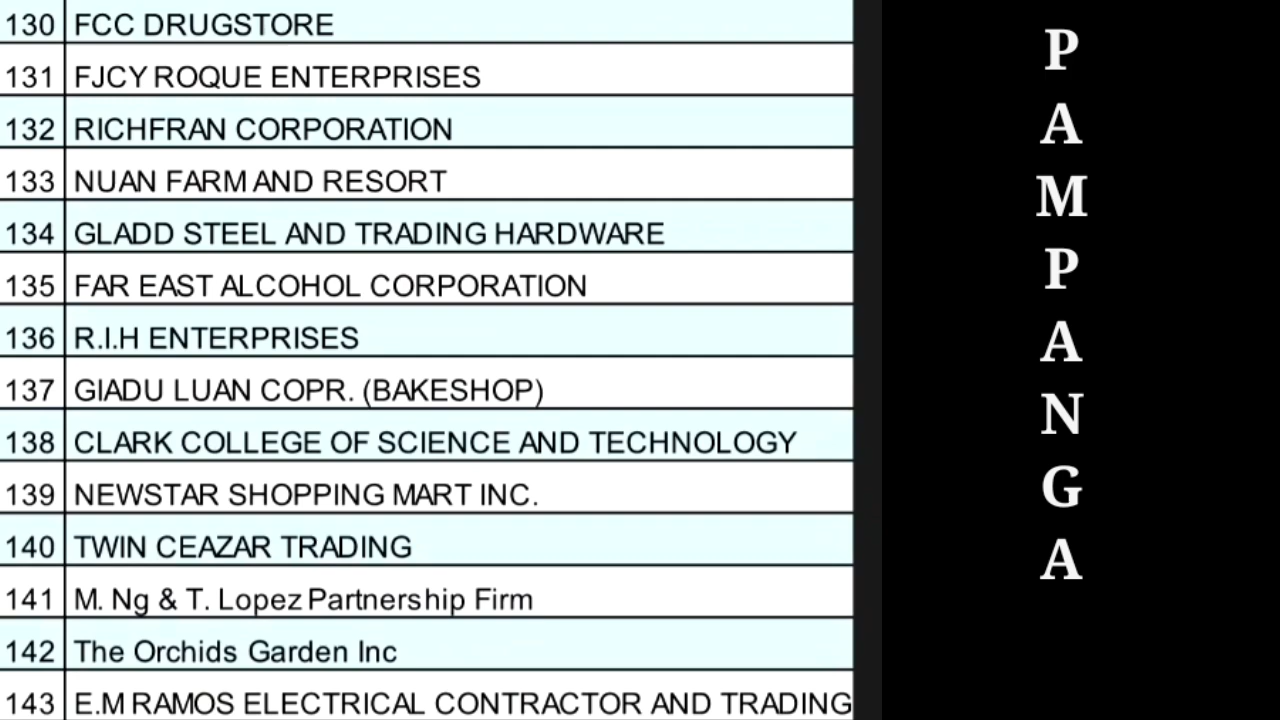 130 FCC DRUGSTORE
131 FJCY ROQUE ENTERPRISES
132 RICHFRAN CORPORATION
133 NUAN FARM AND RESORT
134 GLADD STEEL AND TRADING HARDWARE
135 FAR EAST ALCOHOL CORPORATION
136 R.I.H ENTERPRISES
137 GIADU LUAN COPR. (BAKESHOP)
138 CLARK COLLEGE OF SCIENCE AND TECHNOLOGY
139 NEWSTAR SHOPPING MART INC.
140 TWIN CEAZAR TRADING
141 M. Ng & T. Lopez Partnership Firm
142 The Orchids Garden Inc
143 E.M RAMOS ELECTRICAL CONTRACTOR AND TRADING
P
A
M
P
A
N
G
A